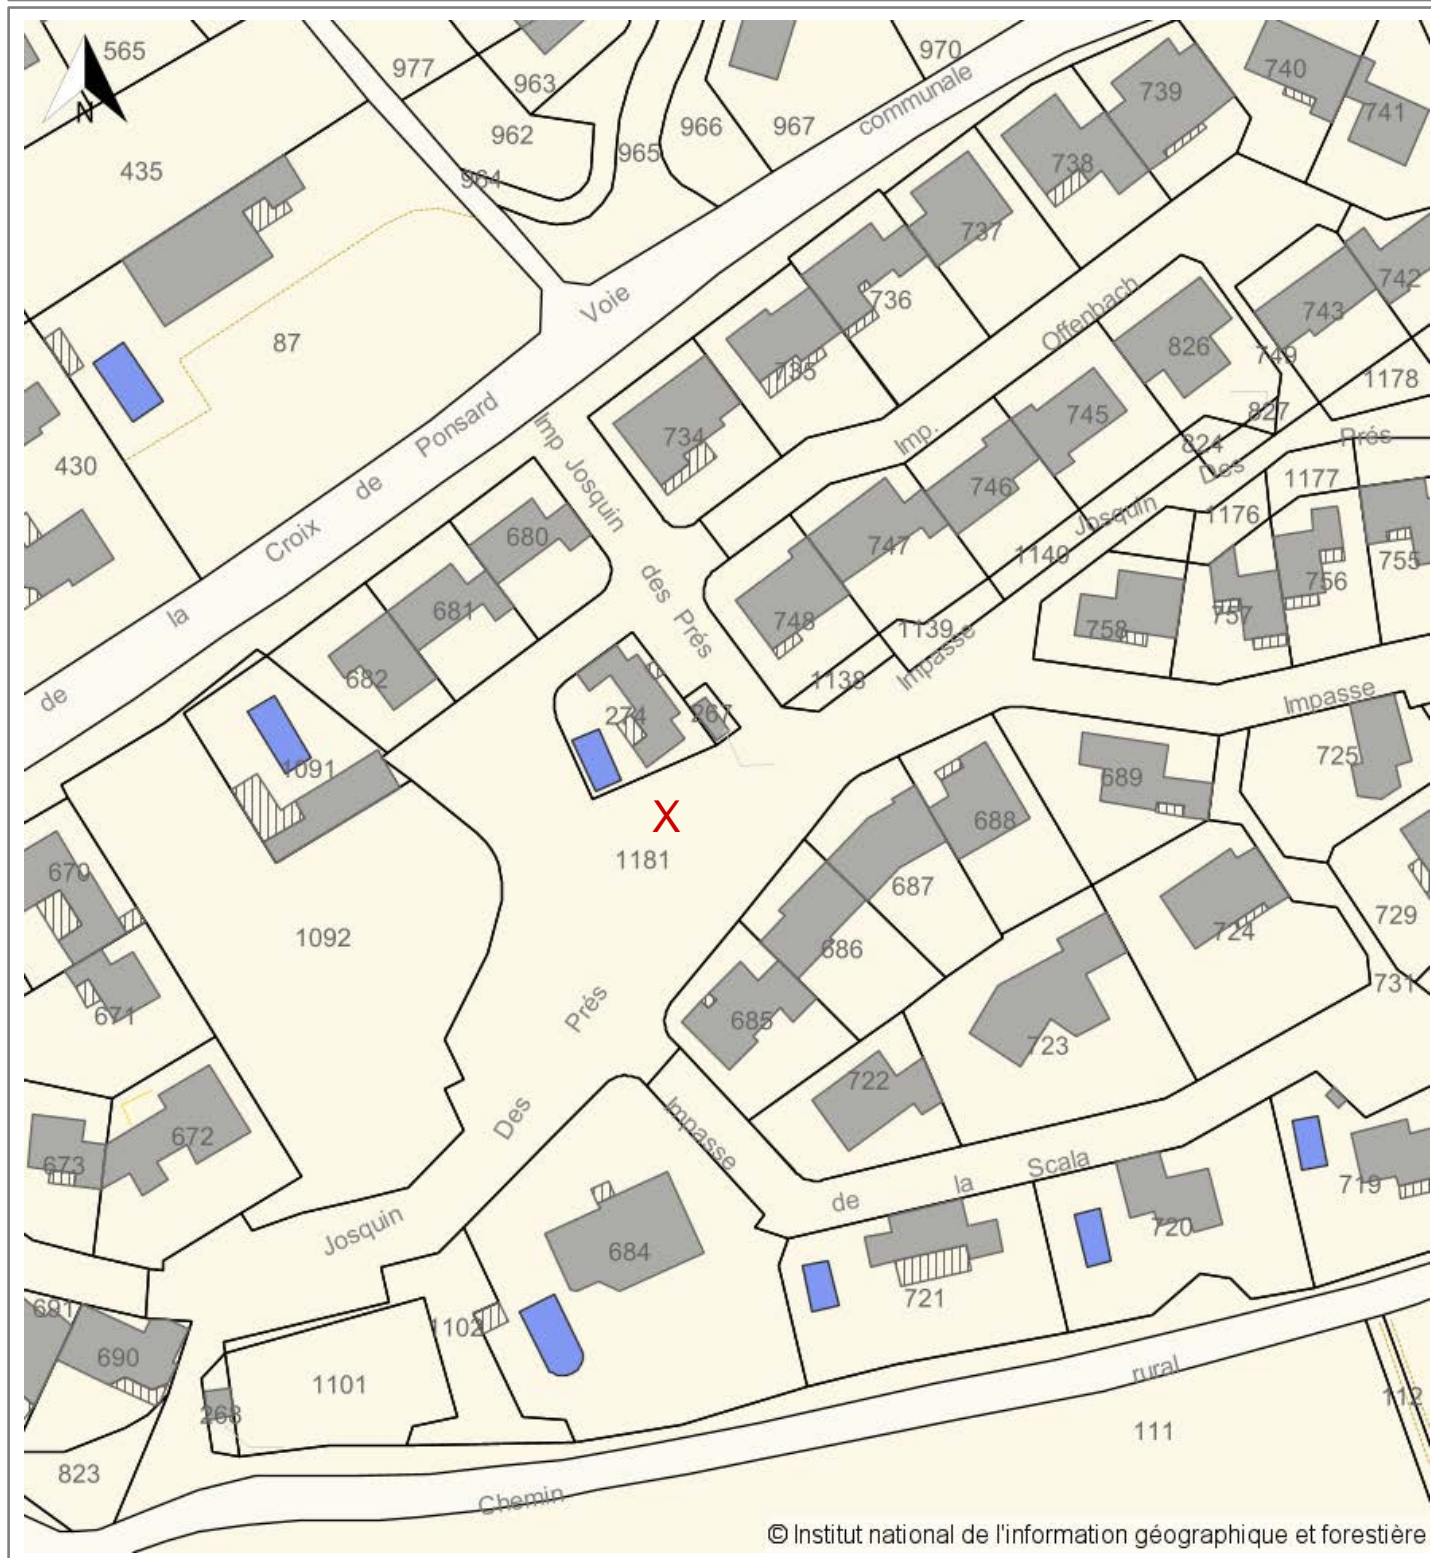 565
977
970
963
740
739
communale
962
966
967
741
965
738
435
964
N
737
742
736
Offenbach
Voie
743
87
826
749
735
1178
Ponsard
745
827
Imp.
734
824
Prés
430
Imp Josquin
Des
1177
de
746
Josquin
1176
Croix
680
747
1140
755
756
la
681
des Prés
748
1139
758
757
682
1138
Impasse
de
274
267
Impasse
725
1091
689
X
688
1181
670
687
729
1092
724
686
731
671
Prés
685
723
722
Des
Impasse
672
673
Scala
la
719
de
Josquin
684
720
721
691
1102
690
rural
1101
112
268
111
823
Chemin
© Institut national de l'information géographique et forestière